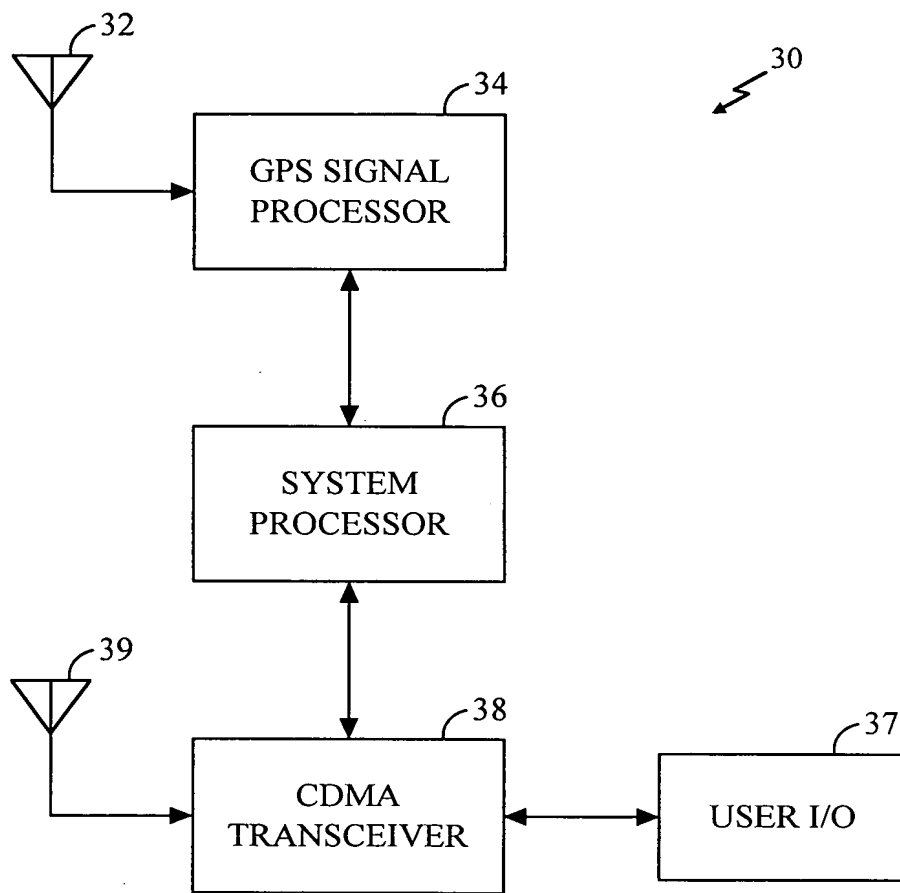 32
30
34
GPS SIGNAL
PROCESSOR
36
SYSTEM
PROCESSOR
39
38
37
CDMA
TRANSCEIVER
USER I/O